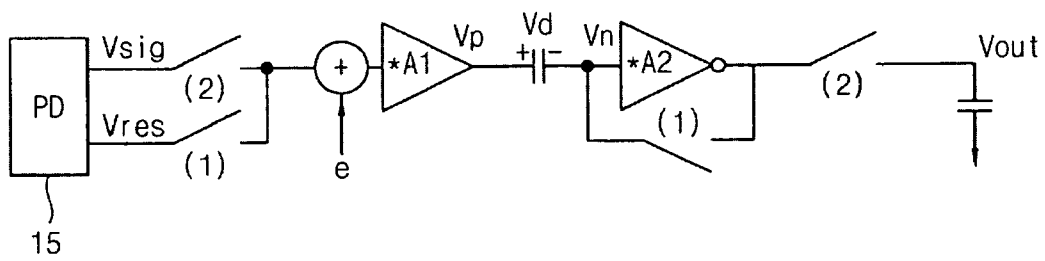 Vsig
(2)
PD
Vres
(1)
15
+
e
*A1
Vp
Vd
+ −
Vn
*A2
(1)
(2)
Vout